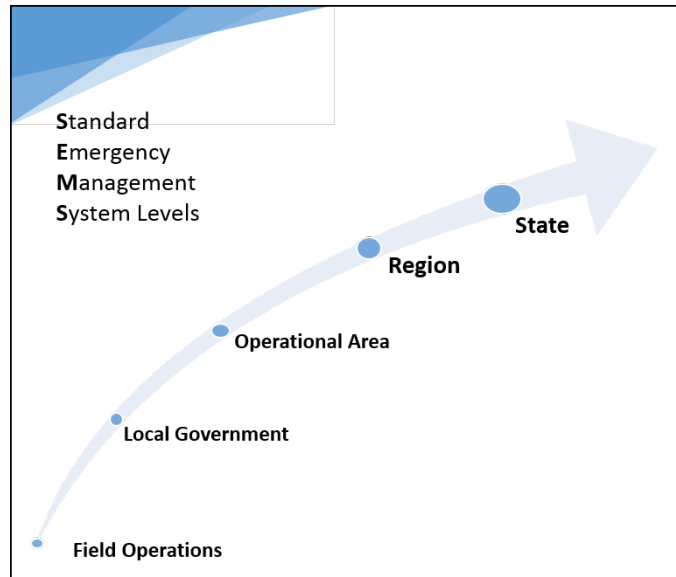 Standard
Emergency
Management
System Levels
State
Region
Operational Area
Local Government
Field Operations